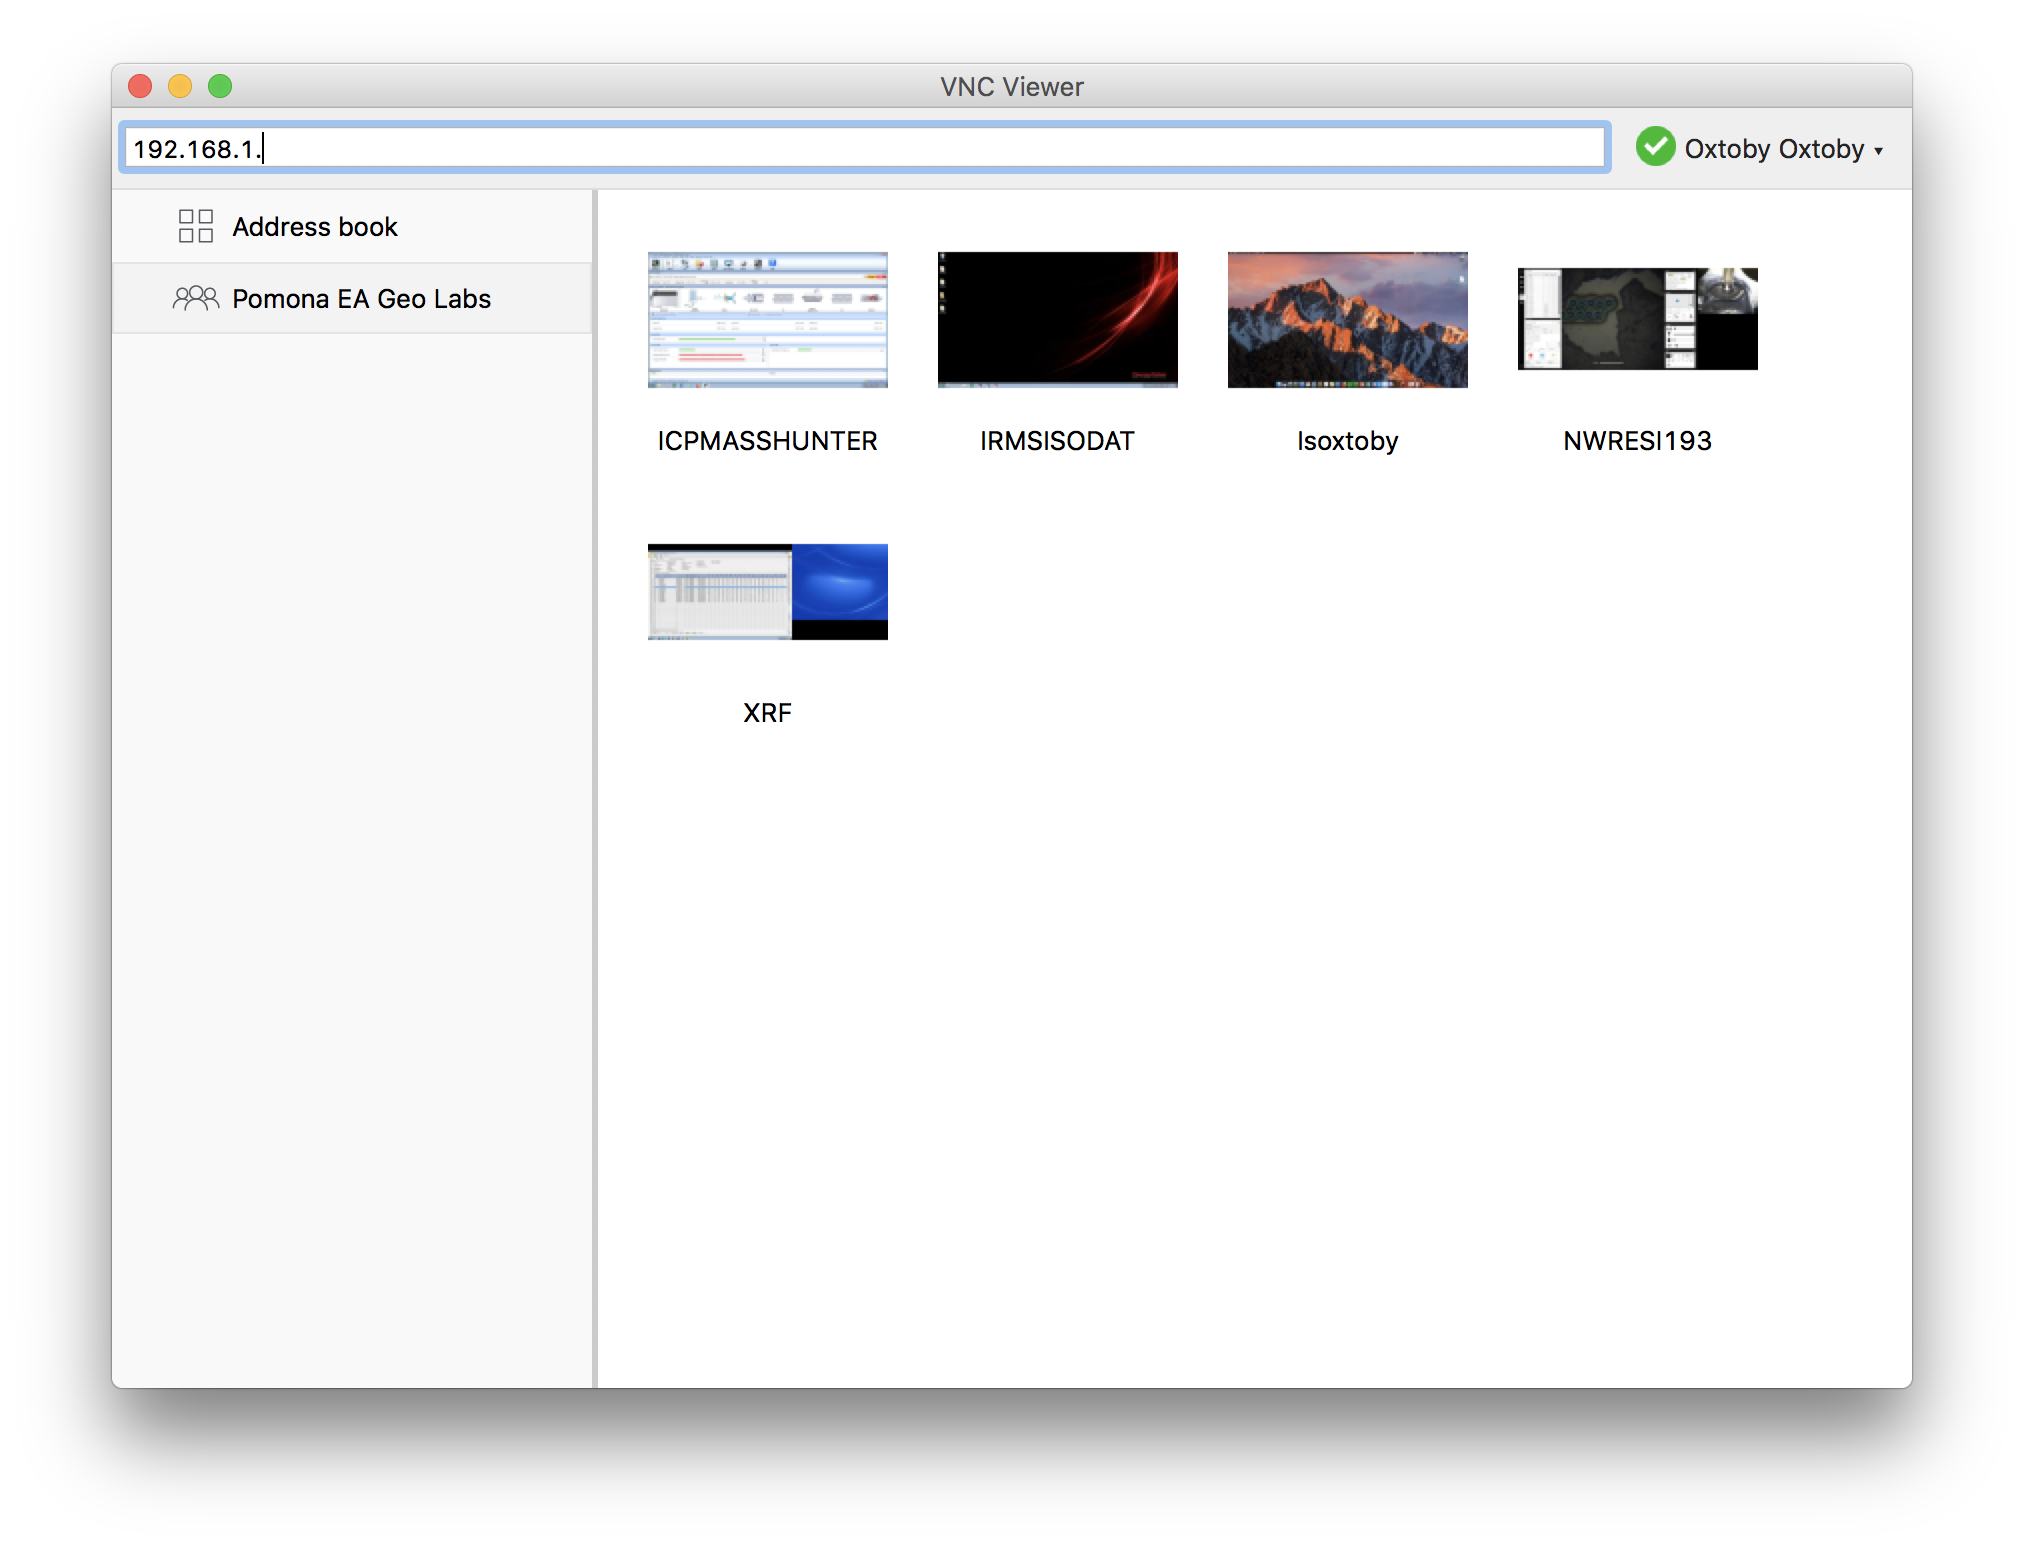 VNC Viewer
192.168.1.
Oxtoby Oxtoby
Address book
Pomona EA Geo Labs
ICPMASSHUNTER
IRMSISODAT
Isoxtoby
NWRESI193
XRF